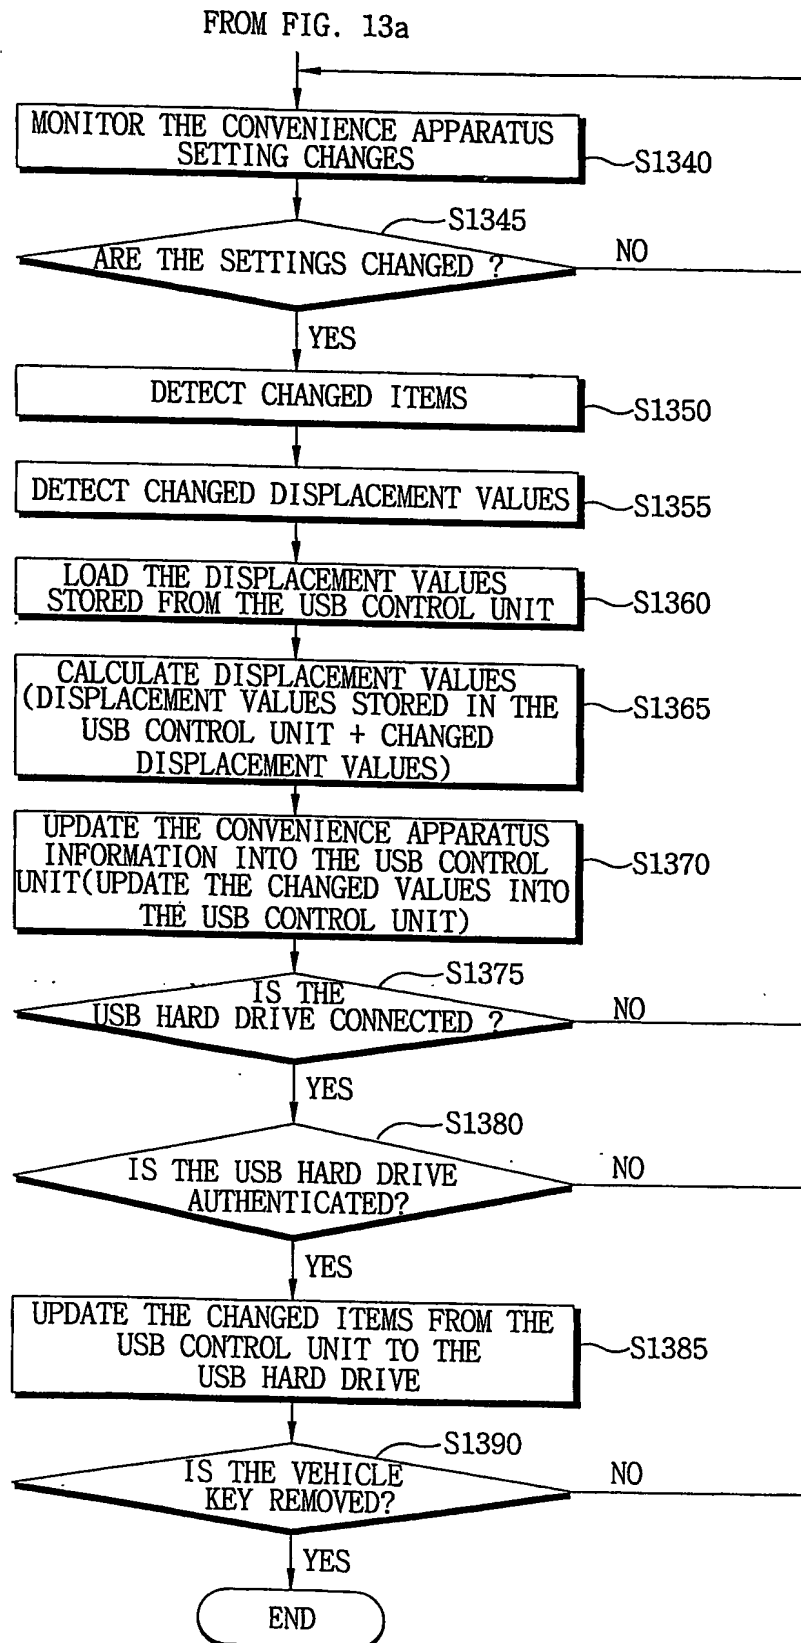 FROM FIG. 13a
MONITOR THE CONVENIENCE APPARATUS
SETTING CHANGES
S1340
S1345
ARE THE SETTINGS CHANGED ?
NO
YES
DETECT CHANGED ITEMS
S1350
DETECT CHANGED DISPLACEMENT VALUES
S1355
LOAD THE DISPLACEMENT VALUES
STORED FROM THE USB CONTROL UNIT
S1360
CALCULATE DISPLACEMENT VALUES
(DISPLACEMENT VALUES STORED IN THE
USB CONTROL UNIT + CHANGED
DISPLACEMENT VALUES)
S1365
UPDATE THE CONVENIENCE APPARATUS
INFORMATION INTO THE USB CONTROL
UNIT(UPDATE THE CHANGED VALUES INTO
THE USB CONTROL UNIT)
S1370
S1375
IS THE
USB HARD DRIVE CONNECTED ?
NO
YES
S1380
IS THE USB HARD DRIVE
AUTHENTICATED?
NO
YES
UPDATE THE CHANGED ITEMS FROM THE
USB CONTROL UNIT TO THE
USB HARD DRIVE
S1385
S1390
IS THE VEHICLE
KEY REMOVED?
NO
YES
END